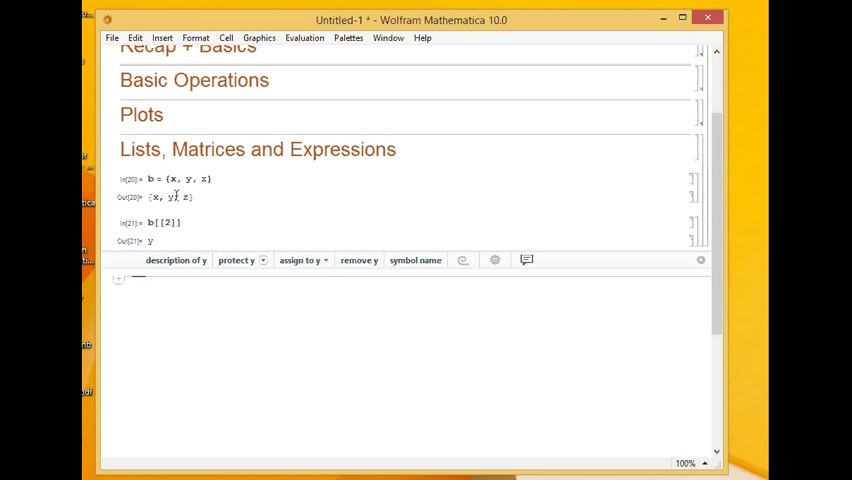 Untitled-1 * - Wolfram Mathematica 10.0
File Edit Insert Format Cell Graphics Evaluation Palettes Window Help
Recap + Basics
Basic Operations
Plots
Lists, Matrices and Expressions
In[20]:= b = {x, y, z}
Out[20]= {x, y, z}
In[21]:= b[[2]]
Out[21]= y
description of y protect y assign to y remove y symbol name
100%